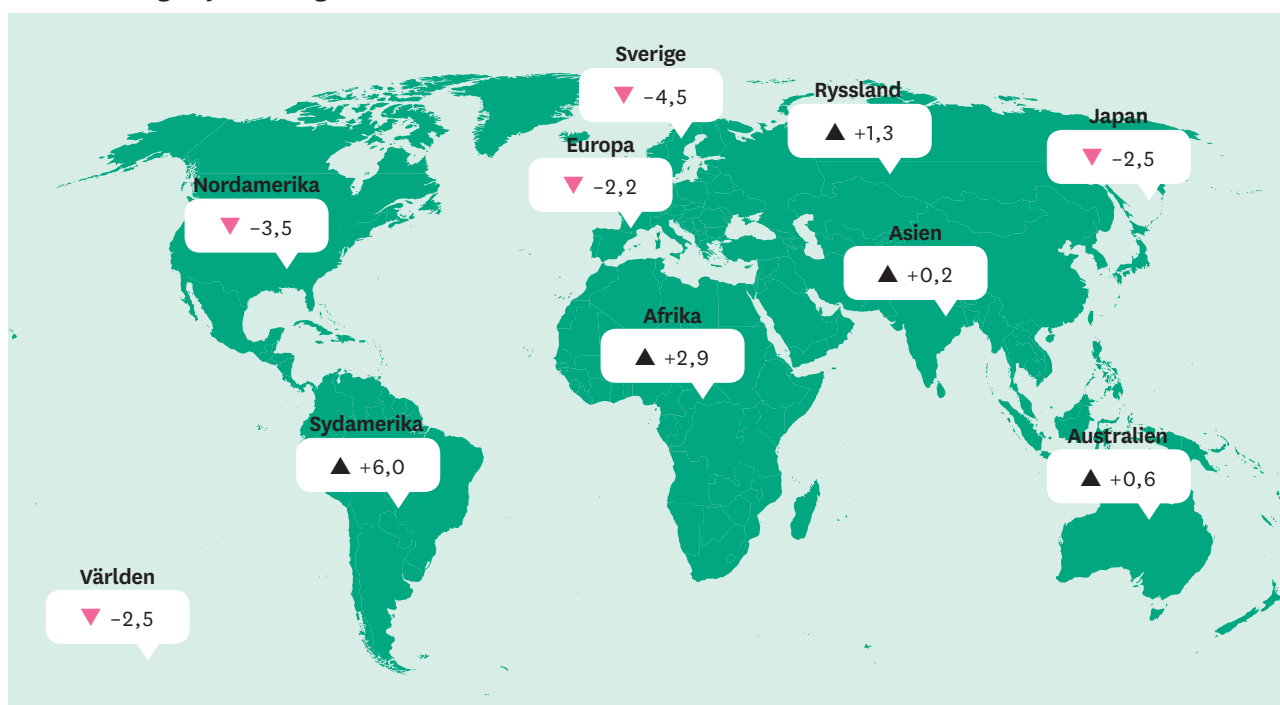 Sverige
−4,5
Ryssland
+1,3
Japan
−2,5
Europa
−2,2
Nordamerika
−3,5
Asien
+0,2
Afrika
+2,9
Sydamerika
+6,0
Australien
+0,6
Världen
−2,5